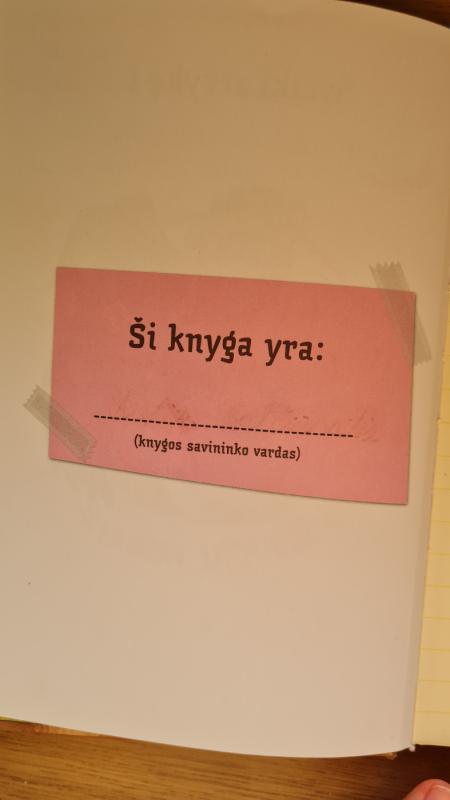 Ši knyga yra:
(knygos savininko vardas)